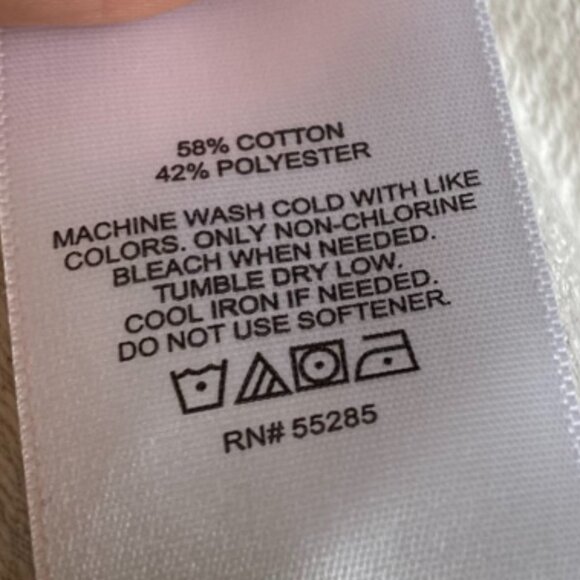 58% COTTON
42% POLYESTER
MACHINE WASH COLD WITH LIKE
COLORS. ONLY NON-CHLORINE
BLEACH WHEN NEEDED.
TUMBLE DRY LOW.
COOL IRON IF NEEDED.
DO NOT USE SOFTENER.
RN# 55285